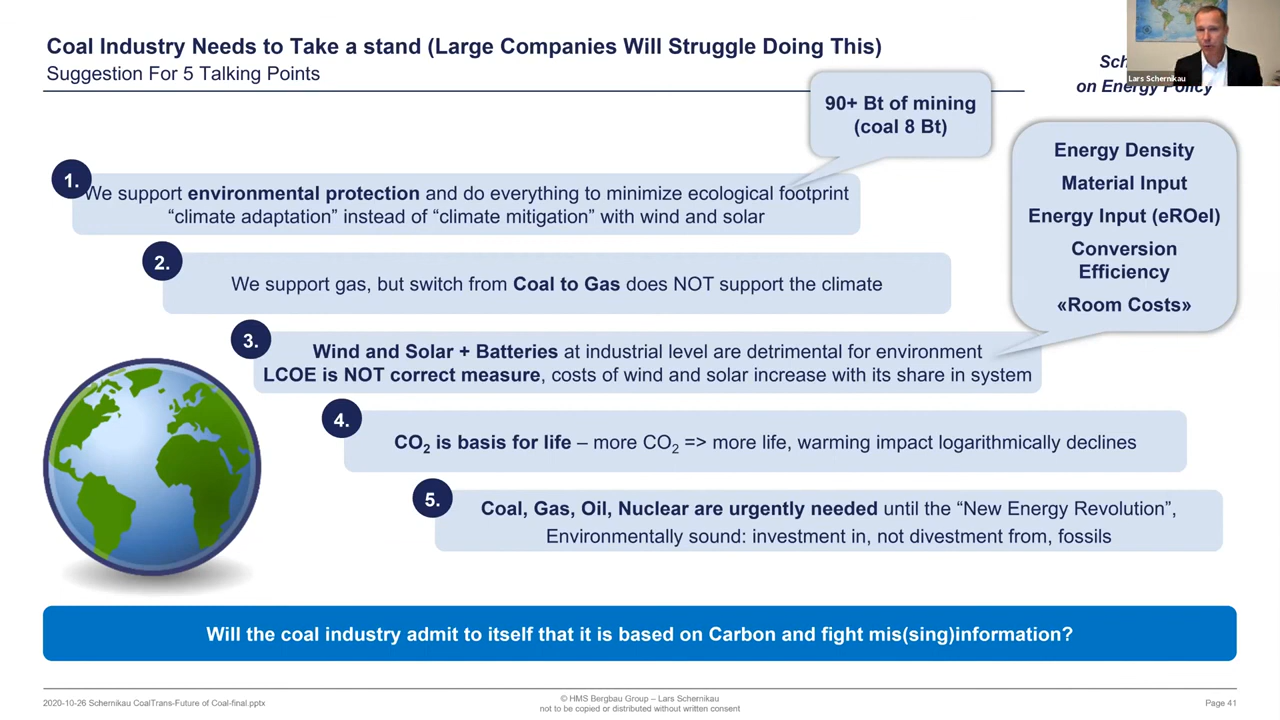 Coal Industry Needs to Take a stand (Large Companies Will Struggle Doing This)
Suggestion For 5 Talking Points
Lars Schernikau
on Energy Policy
90+ Bt of mining
(coal 8 Bt)
Energy Density
Material Input
Energy Input (eROeI)
Conversion
Efficiency
«Room Costs»
1.
We support environmental protection and do everything to minimize ecological footprint
“climate adaptation” instead of “climate mitigation” with wind and solar
2.
We support gas, but switch from Coal to Gas does NOT support the climate
3.
Wind and Solar + Batteries at industrial level are detrimental for environment
LCOE is NOT correct measure, costs of wind and solar increase with its share in system
4.
CO₂ is basis for life – more CO₂ => more life, warming impact logarithmically declines
5.
Coal, Gas, Oil, Nuclear are urgently needed until the “New Energy Revolution”,
Environmentally sound: investment in, not divestment from, fossils
Will the coal industry admit to itself that it is based on Carbon and fight mis(sing)information?
2020-10-26 Schernikau CoalTrans-Future of Coal-final.pptx
© HMS Bergbau Group – Lars Schernikau
not to be copied or distributed without written consent
Page 41